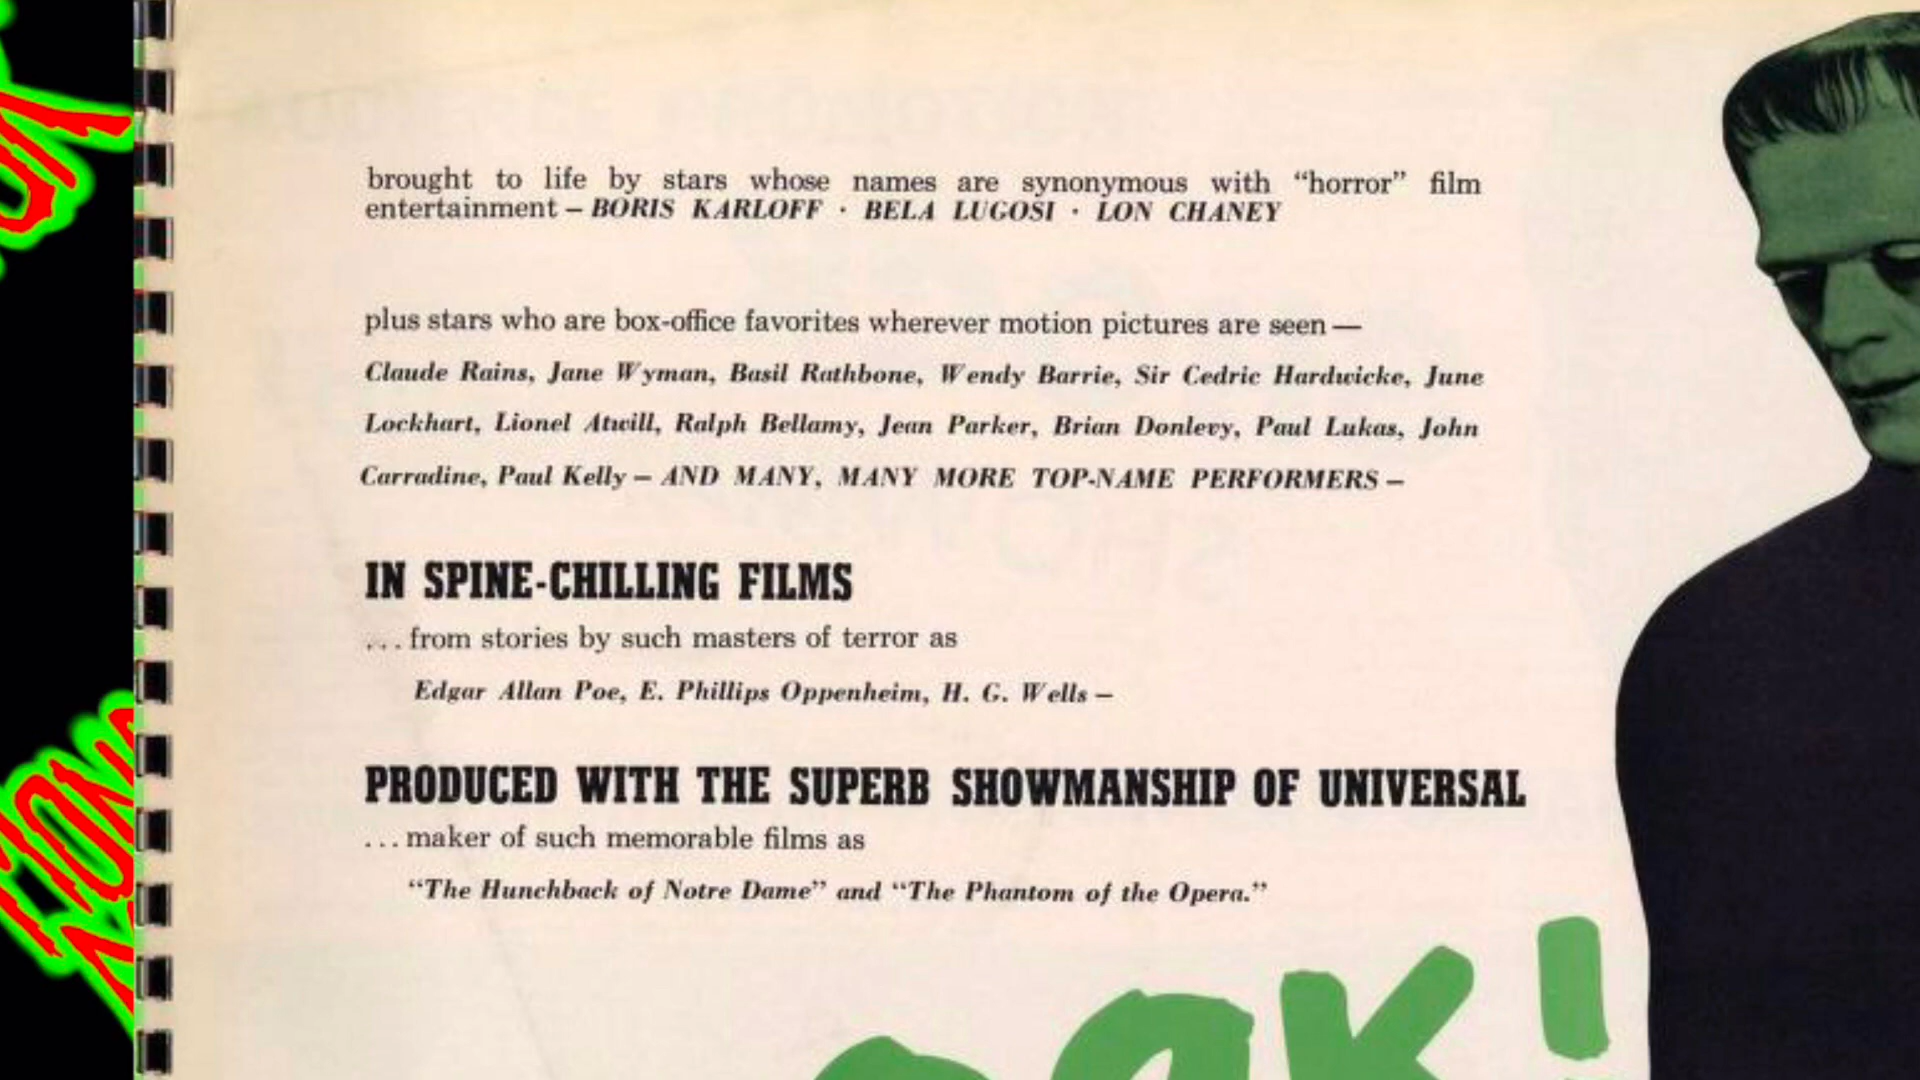 brought to life by stars whose names are synonymous with “horror” film
entertainment – BORIS KARLOFF · BELA LUGOSI · LON CHANEY
plus stars who are box-office favorites wherever motion pictures are seen —
Claude Rains, Jane Wyman, Basil Rathbone, Wendy Barrie, Sir Cedric Hardwicke, June
Lockhart, Lionel Atwill, Ralph Bellamy, Jean Parker, Brian Donlevy, Paul Lukas, John
Carradine, Paul Kelly – AND MANY, MANY MORE TOP-NAME PERFORMERS –
IN SPINE-CHILLING FILMS
...from stories by such masters of terror as
Edgar Allan Poe, E. Phillips Oppenheim, H. G. Wells –
PRODUCED WITH THE SUPERB SHOWMANSHIP OF UNIVERSAL
...maker of such memorable films as
“The Hunchback of Notre Dame” and “The Phantom of the Opera.”